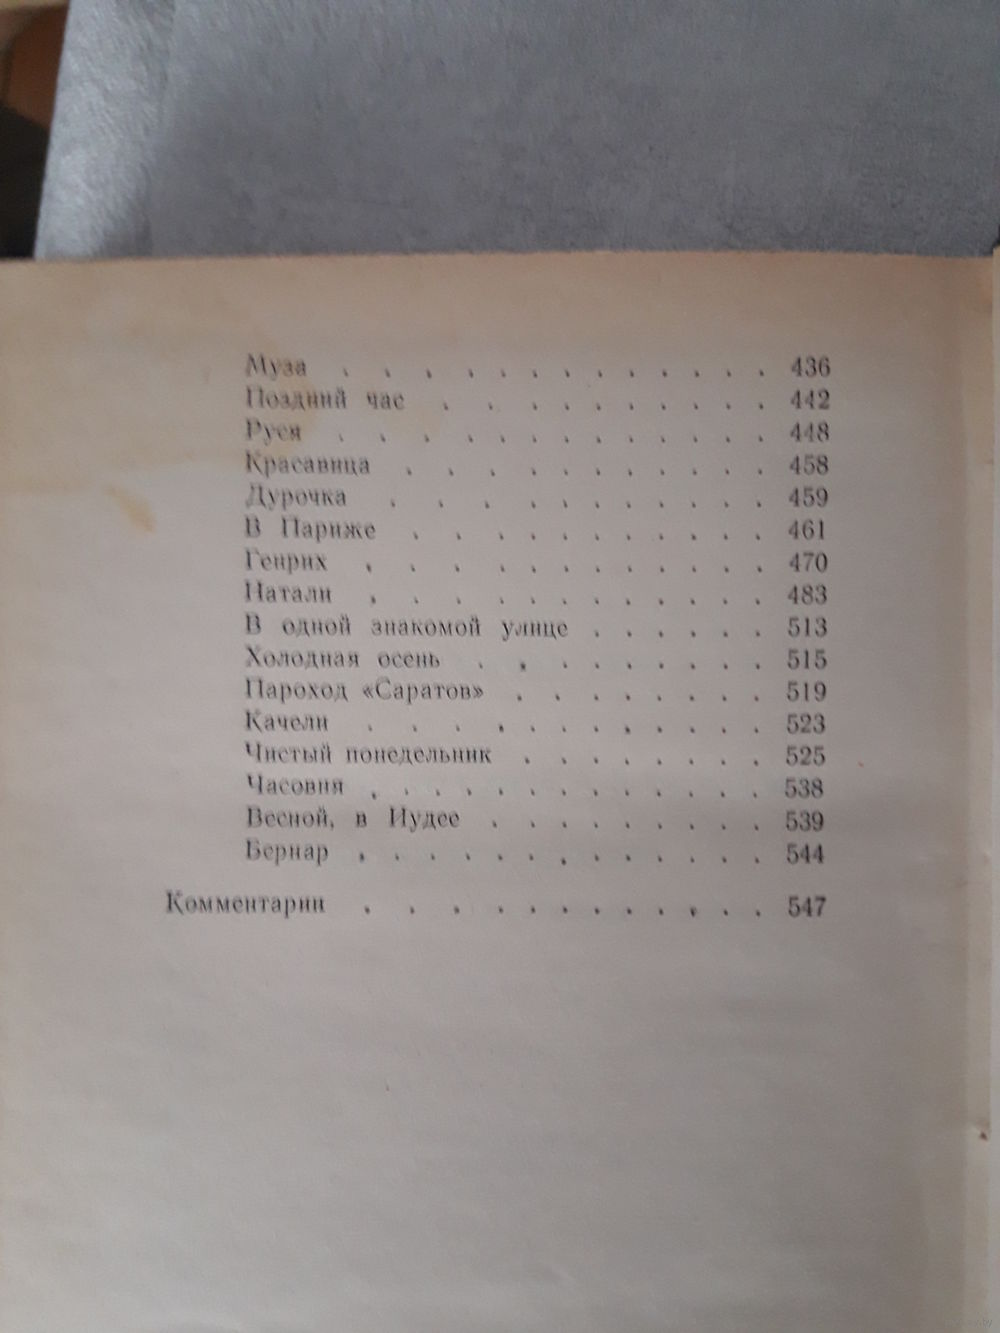 Муза . . . . . . . . . . . 436
Поздний час . . . . . . . . . 442
Руся . . . . . . . . . . . 448
Красавица . . . . . . . . . . 458
Дурочка . . . . . . . . . . 459
В Париже . . . . . . . . . . 461
Генрих . . . . . . . . . . . 470
Натали . . . . . . . . . . . 483
В одной знакомой улице . . . . . 513
Холодная осень . . . . . . . . 515
Пароход «Саратов» . . . . . . . 519
Качели . . . . . . . . . . . 523
Чистый понедельник . . . . . . . 525
Часовня . . . . . . . . . . . 538
Весной, в Иудее . . . . . . . . 539
Бернар . . . . . . . . . . . 544
Комментарии . . . . . . . . . . . 547